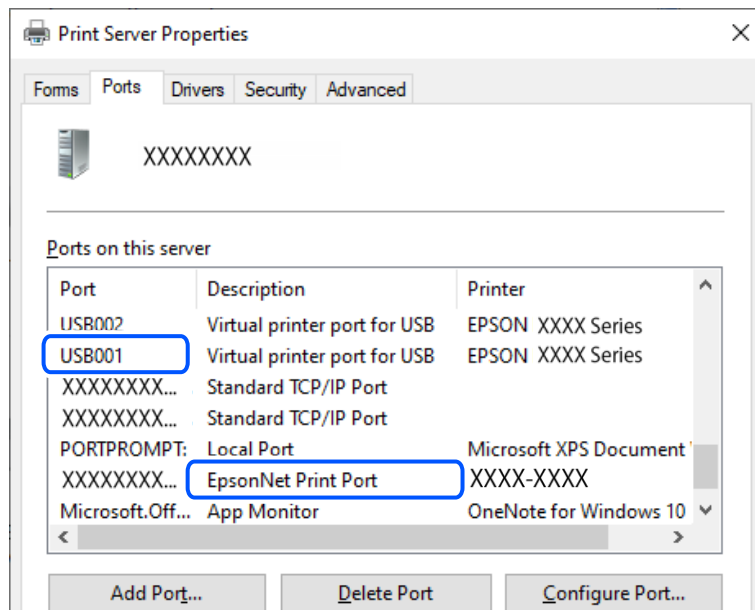 Print Server Properties
Forms Ports Drivers Security Advanced
XXXXXXXX
Ports on this server
Port Description Printer
USB002 Virtual printer port for USB EPSON XXXX Series
USB001 Virtual printer port for USB EPSON XXXX Series
XXXXXXXX... Standard TCP/IP Port
XXXXXXXX... Standard TCP/IP Port
PORTPROMPT: Local Port Microsoft XPS Document
XXXXXXXX... EpsonNet Print Port XXXX-XXXX
Microsoft.Off... App Monitor OneNote for Windows 10
Add Port... Delete Port Configure Port...